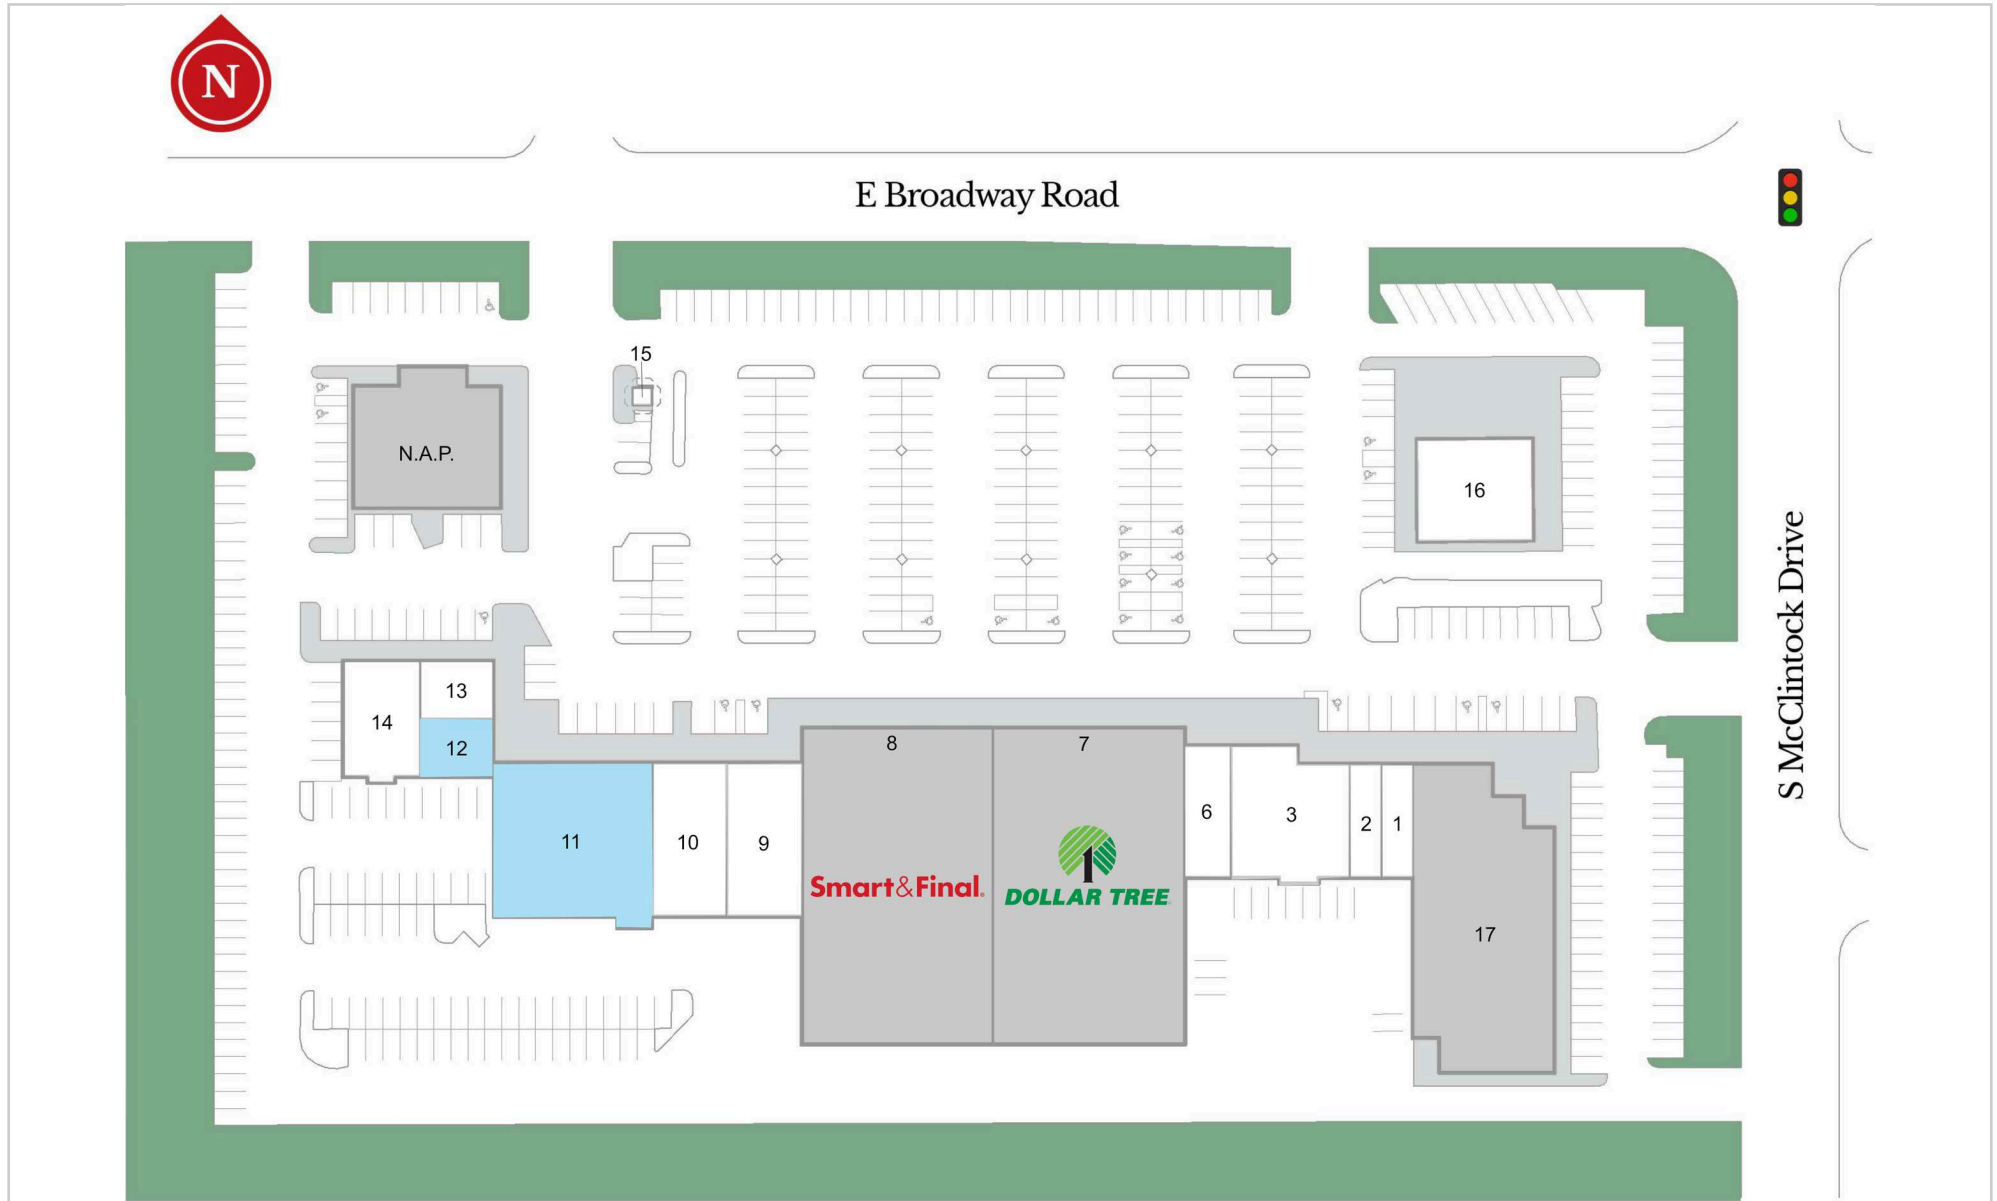 N
E Broadway Road
15
N.A.P.
16
S McClintock Drive
13
14
12
8
7
6
3
2
1
11
10
9
Smart&Final.
DOLLAR TREE
17